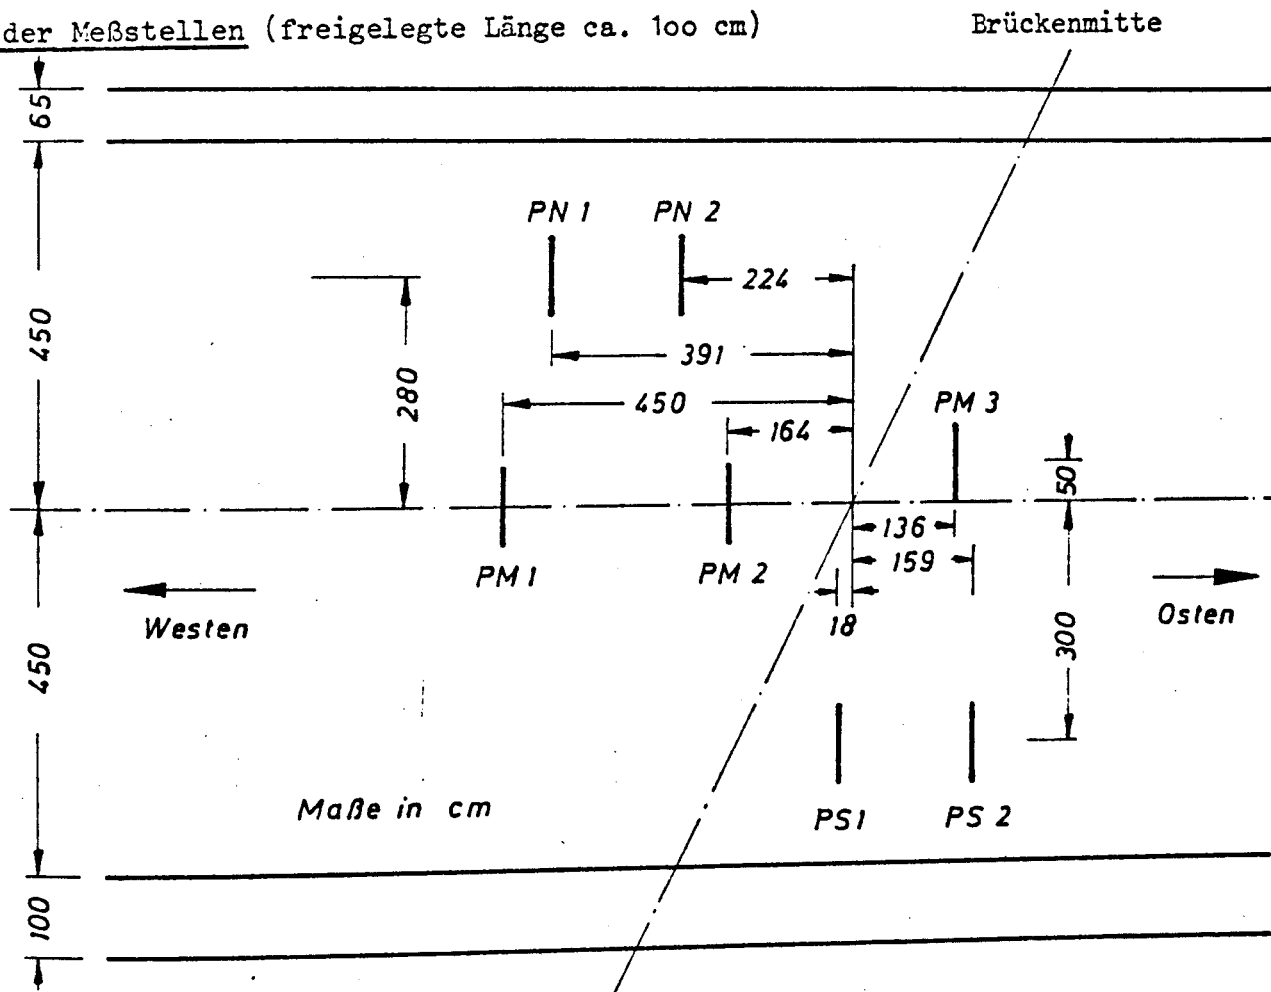 der Meßstellen (freigelegte Länge ca. 1oo cm)
Brückenmitte
65
PN 1
PN 2
224
450
391
280
450
PM 3
164
50
136
PM 1
PM 2
159
Westen
18
Osten
300
450
Maße in cm
PS1
PS 2
100